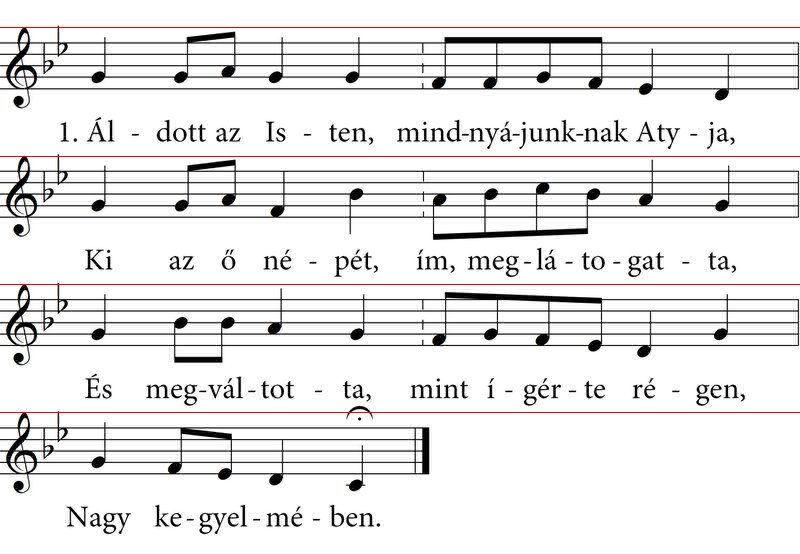 1. Ál - dott az Is - ten, mind-nyá-junk-nak Aty - ja,
Ki az ő né - pét, ím, meg-lá-to-gat - ta,
És meg-vál-tot - ta, mint í - gér - te ré - gen,
Nagy ke-gyel-mé - ben.